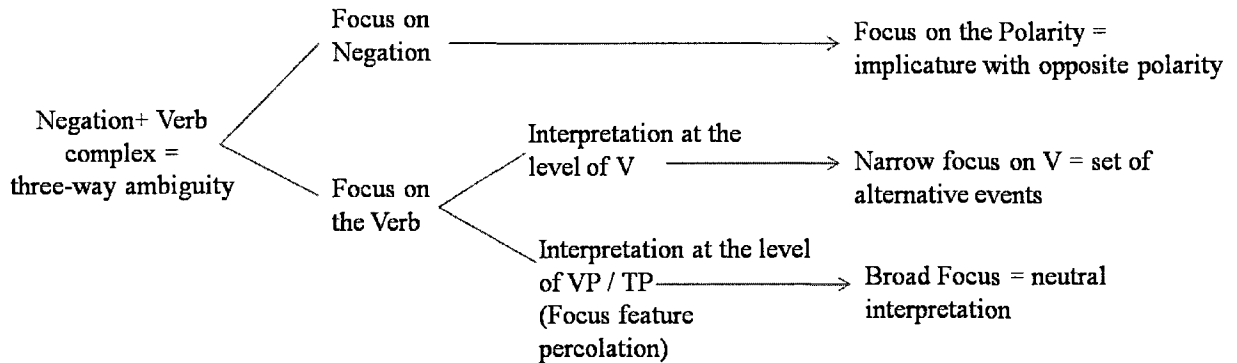 Focus on
Negation
Focus on the Polarity =
implicature with opposite polarity
Negation+ Verb
complex =
three-way ambiguity
Focus on
the Verb
Interpretation at the
level of V
Narrow focus on V = set of
alternative events
Interpretation at the level
of VP / TP
(Focus feature
percolation)
Broad Focus = neutral
interpretation